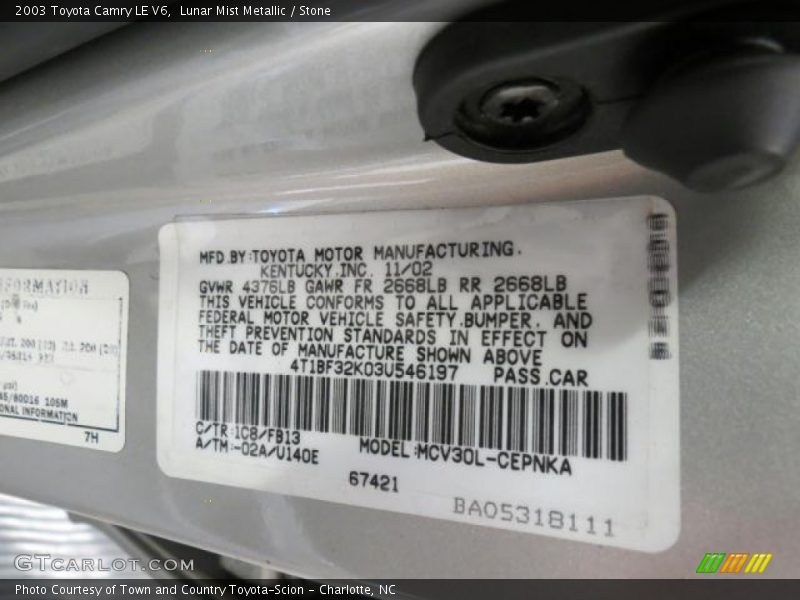 2003 Toyota Camry LE V6,  Lunar Mist Metallic / Stone
MFD.BY:TOYOTA MOTOR MANUFACTURING.
KENTUCKY,INC. 11/02
GVWR 4376LB GAWR FR 2668LB RR 2668LB
THIS VEHICLE CONFORMS TO ALL APPLICABLE
FEDERAL MOTOR VEHICLE SAFETY,BUMPER, AND
THEFT PREVENTION STANDARDS IN EFFECT ON
THE DATE OF MANUFACTURE SHOWN ABOVE
4T1BF32K03U546197 PASS.CAR
C/TR:1C8/FB13
A/TM:-02A/U140E
MODEL:MCV30L-CEPNKA
67421
BA05318111
105M
ONAL INFORMATION
7H
GTCarlot.com
Photo Courtesy of Town and Country Toyota-Scion - Charlotte, NC